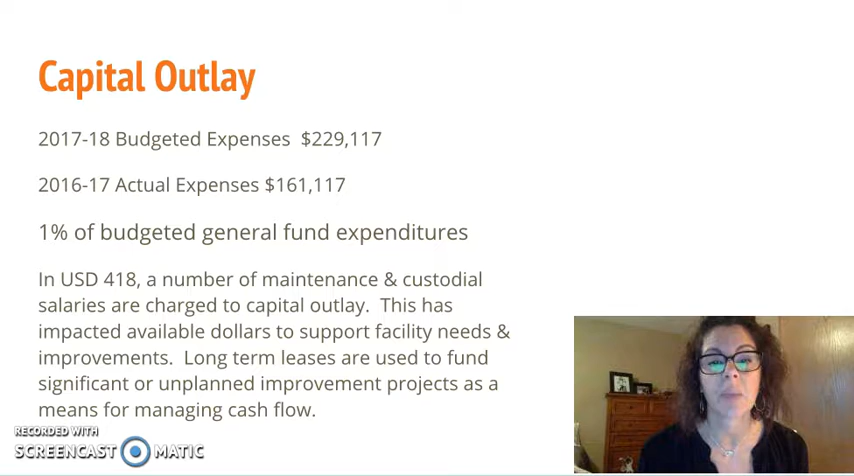 Capital Outlay
2017-18 Budgeted Expenses $229,117
2016-17 Actual Expenses $161,117
1% of budgeted general fund expenditures
In USD 418, a number of maintenance & custodial
salaries are charged to capital outlay. This has
impacted available dollars to support facility needs &
improvements. Long term leases are used to fund
significant or unplanned improvement projects as a
means for managing cash flow.
RECORDED WITH
SCREENCAST MATIC